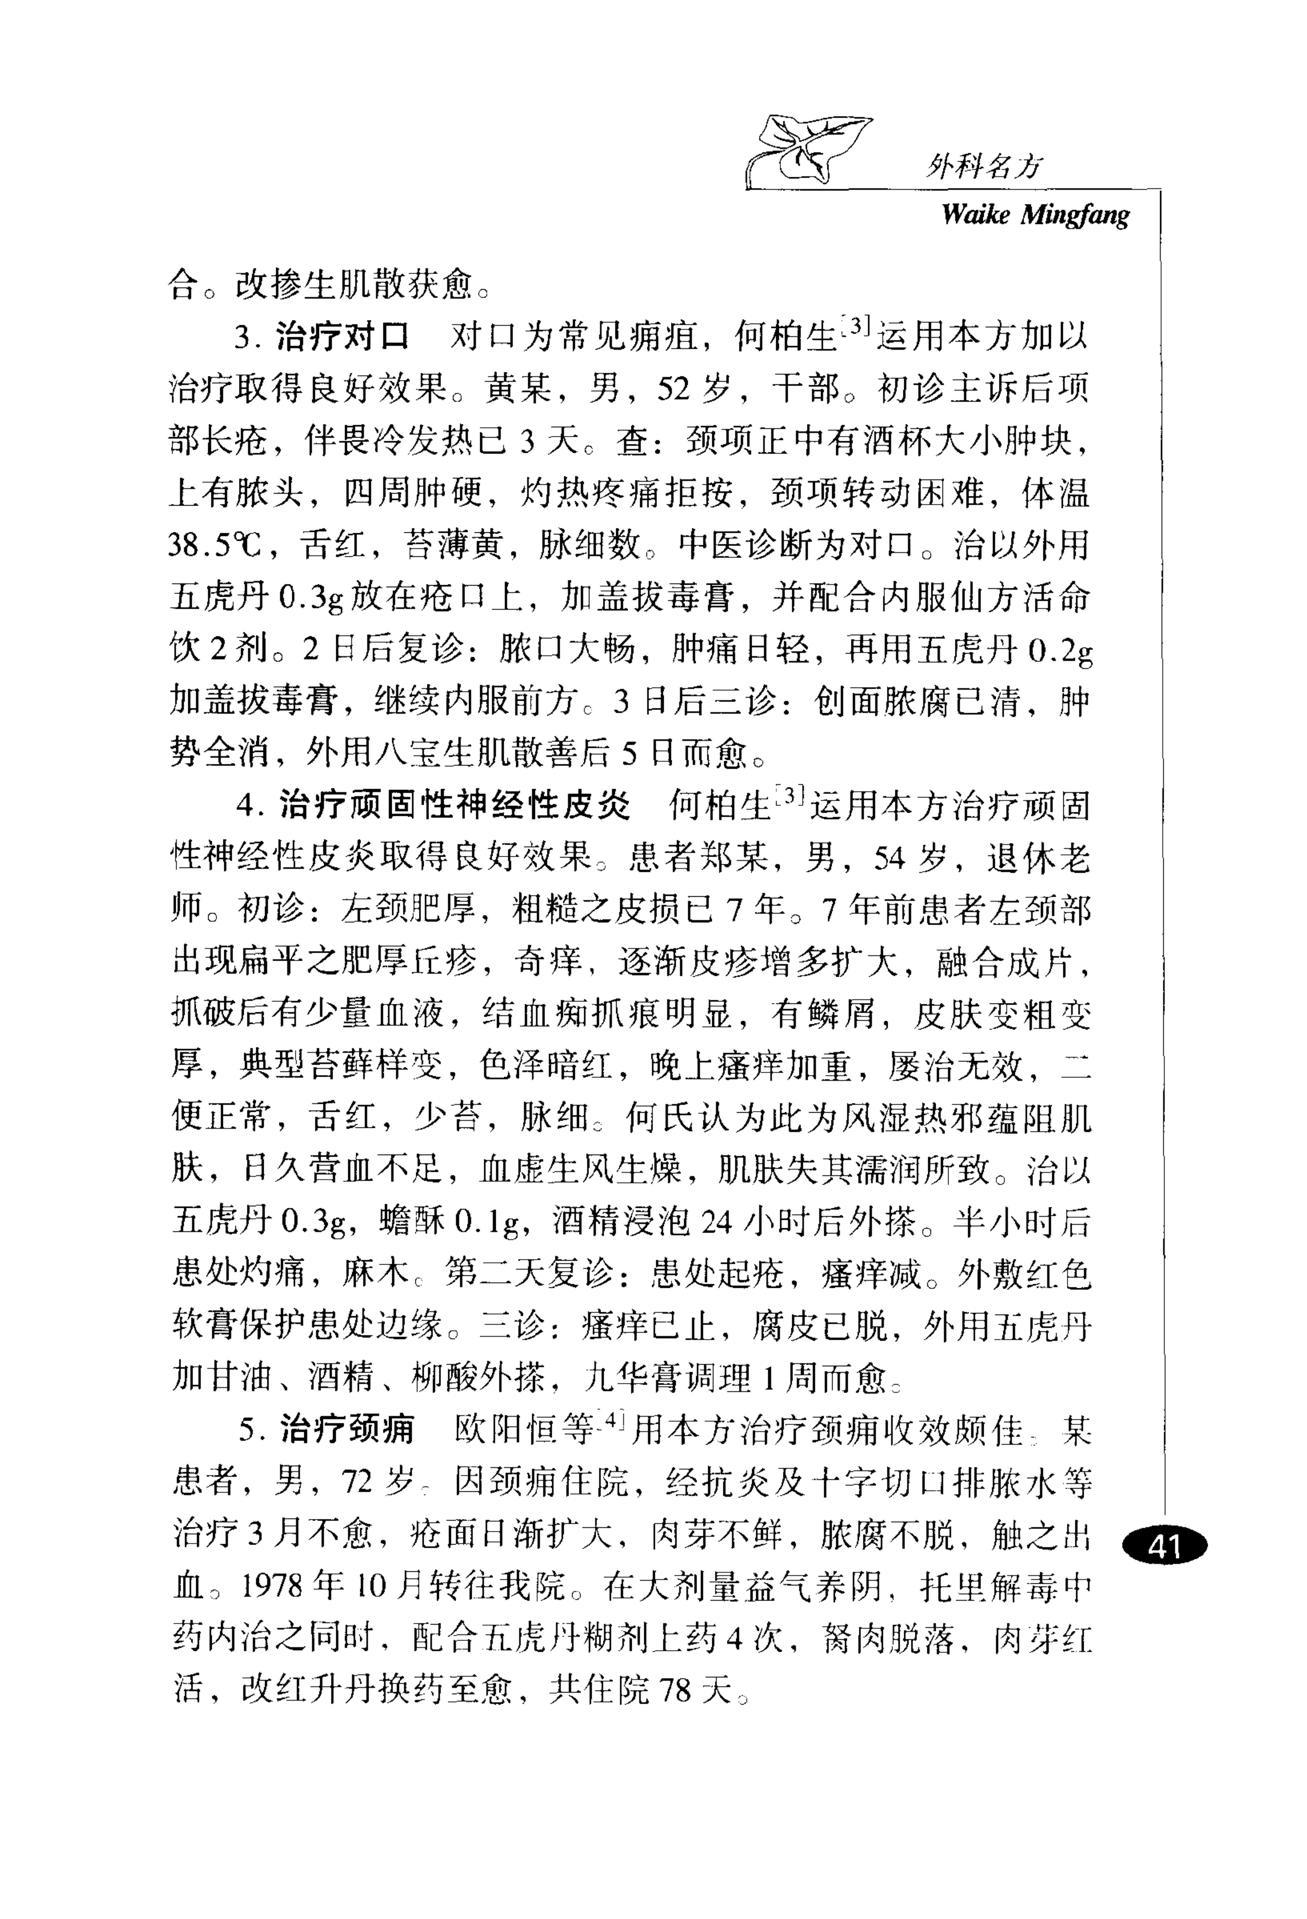 外科名方
Waike Mingfang
合。改掺生肌散获愈。
3. 治疗对口　对口为常见痈疽，何柏生[3]运用本方加以
治疗取得良好效果。黄某，男，52 岁，干部。初诊主诉后项
部长疮，伴畏冷发热已 3 天。查：颈项正中有酒杯大小肿块，
上有脓头，四周肿硬，灼热疼痛拒按，颈项转动困难，体温
38.5℃，舌红，苔薄黄，脉细数。中医诊断为对口。治以外用
五虎丹 0.3g 放在疮口上，加盖拔毒膏，并配合内服仙方活命
饮 2 剂。2 日后复诊：脓口大畅，肿痛日轻，再用五虎丹 0.2g
加盖拔毒膏，继续内服前方。3 日后三诊：创面脓腐已清，肿
势全消，外用八宝生肌散善后 5 日而愈。
4. 治疗顽固性神经性皮炎　何柏生[3]运用本方治疗顽固
性神经性皮炎取得良好效果。患者郑某，男，54 岁，退休老
师。初诊：左颈肥厚，粗糙之皮损已 7 年。7 年前患者左颈部
出现扁平之肥厚丘疹，奇痒，逐渐皮疹增多扩大，融合成片，
抓破后有少量血液，结血痂抓痕明显，有鳞屑，皮肤变粗变
厚，典型苔藓样变，色泽暗红，晚上瘙痒加重，屡治无效，二
便正常，舌红，少苔，脉细。何氏认为此为风湿热邪蕴阻肌
肤，日久营血不足，血虚生风生燥，肌肤失其濡润所致。治以
五虎丹 0.3g，蟾酥 0.1g，酒精浸泡 24 小时后外搽。半小时后
患处灼痛，麻木。第二天复诊：患处起疮，瘙痒减。外敷红色
软膏保护患处边缘。三诊：瘙痒已止，腐皮已脱，外用五虎丹
加甘油、酒精、柳酸外搽，九华膏调理 1 周而愈。
5. 治疗颈痈　欧阳恒等[4]用本方治疗颈痈收效颇佳。某
患者，男，72 岁。因颈痈住院，经抗炎及十字切口排脓水等
治疗 3 月不愈，疮面日渐扩大，肉芽不鲜，脓腐不脱，触之出
血。1978 年 10 月转往我院。在大剂量益气养阴，托里解毒中
药内治之同时，配合五虎丹糊剂上药 4 次，胬肉脱落，肉芽红
活，改红升丹换药至愈，共住院 78 天。
41